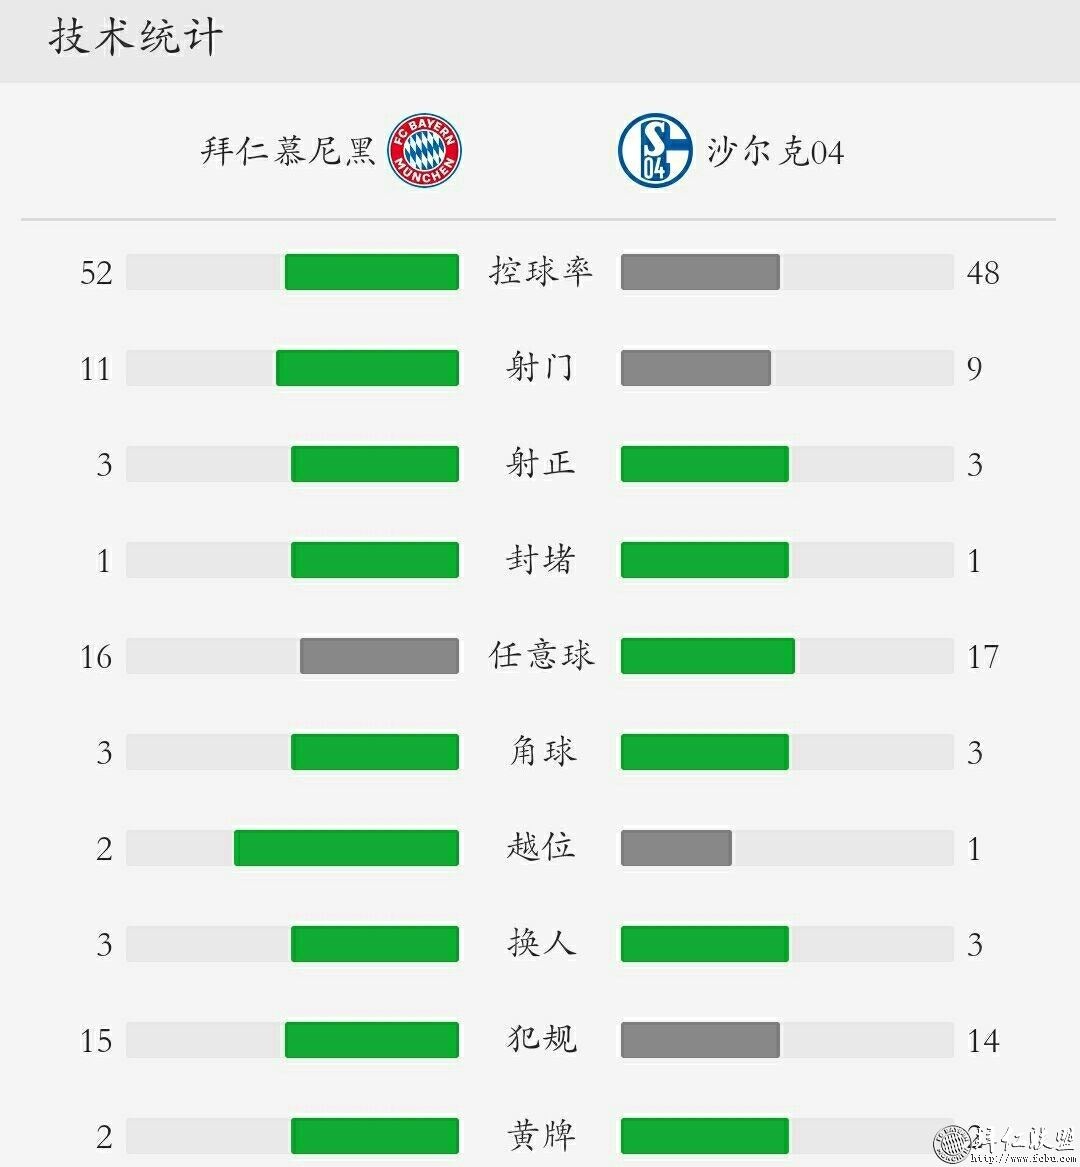 技术统计
拜仁慕尼黑 FC BAYERN MÜNCHEN S 04 沙尔克04
52 控球率 48
11 射门 9
3 射正 3
1 封堵 1
16 任意球 17
3 角球 3
2 越位 1
3 换人 3
15 犯规 14
2 黄牌 2
拜仁联盟
http://www.fcbu.com